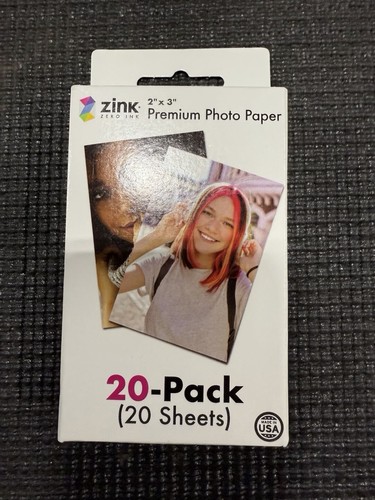 zink
ZERO INK
2" x 3"
Premium Photo Paper
20-Pack
(20 Sheets)
MADE IN
USA